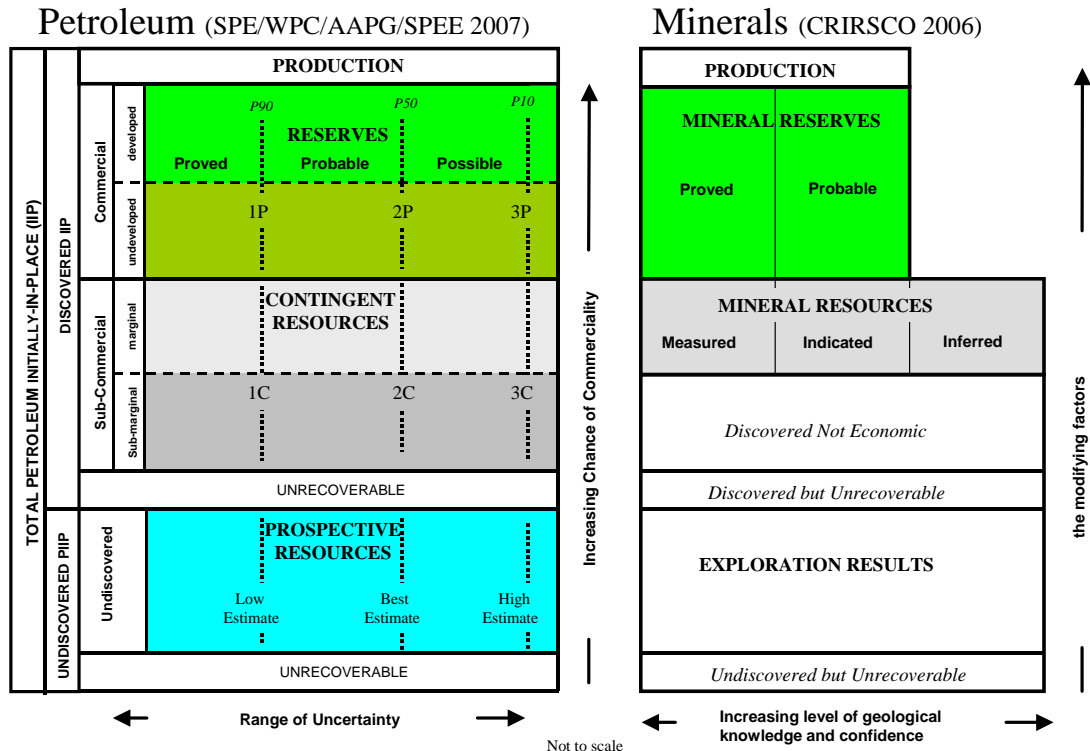 Petroleum (SPE/WPC/AAPG/SPEE 2007)
TOTAL PETROLEUM INITIALLY-IN-PLACE (IIP)
DISCOVERED IIP
UNDISCOVERED PIIP
Commercial
Sub-Commercial
Undiscovered
developed
undeveloped
marginal
Sub-marginal
PRODUCTION
P90 P50 P10
RESERVES
Proved Probable Possible
1P 2P 3P
CONTINGENT
RESOURCES
1C 2C 3C
UNRECOVERABLE
PROSPECTIVE
RESOURCES
Low Best High
Estimate Estimate Estimate
UNRECOVERABLE
Range of Uncertainty
Increasing Chance of Commerciality
Minerals (CRIRSCO 2006)
PRODUCTION
MINERAL RESERVES
Proved Probable
MINERAL RESOURCES
Measured Indicated Inferred
Discovered Not Economic
Discovered but Unrecoverable
EXPLORATION RESULTS
Undiscovered but Unrecoverable
Increasing level of geological
knowledge and confidence
the modifying factors
Not to scale